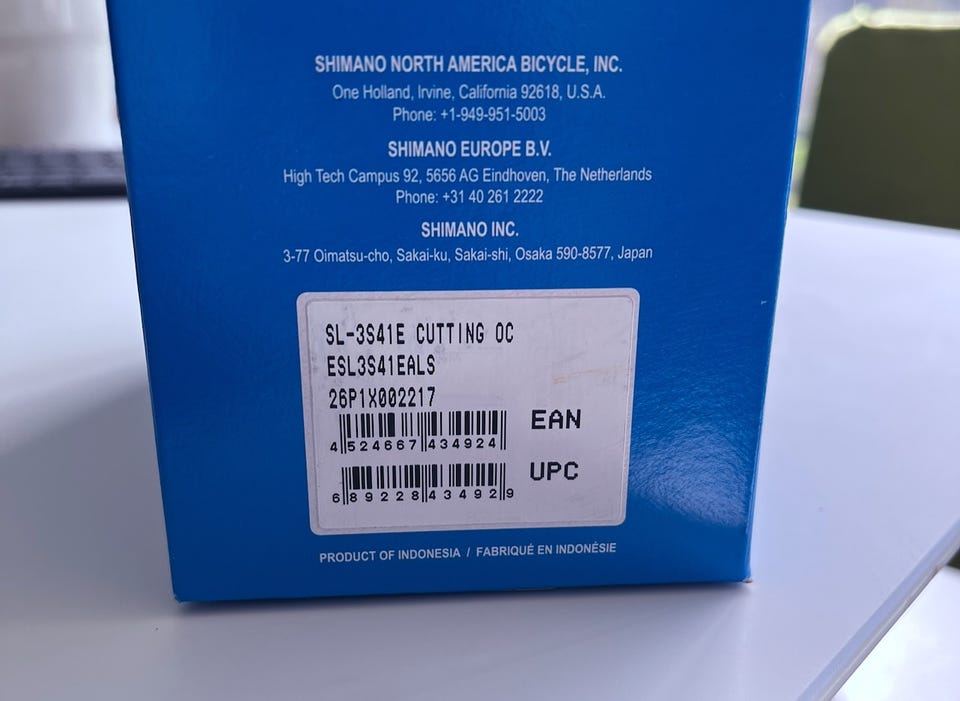 SHIMANO NORTH AMERICA BICYCLE, INC.
One Holland, Irvine, California 92618, U.S.A.
Phone: +1-949-951-5003
SHIMANO EUROPE B.V.
High Tech Campus 92, 5656 AG Eindhoven, The Netherlands
Phone: +31 40 261 2222
SHIMANO INC.
3-77 Oimatsu-cho, Sakai-ku, Sakai-shi, Osaka 590-8577, Japan
SL-3S41E CUTTING OC
ESL3S41EALS
26P1X002217
4 524667 434924 EAN
6 89228 43492 9 UPC
PRODUCT OF INDONESIA / FABRIQUÉ EN INDONÉSIE